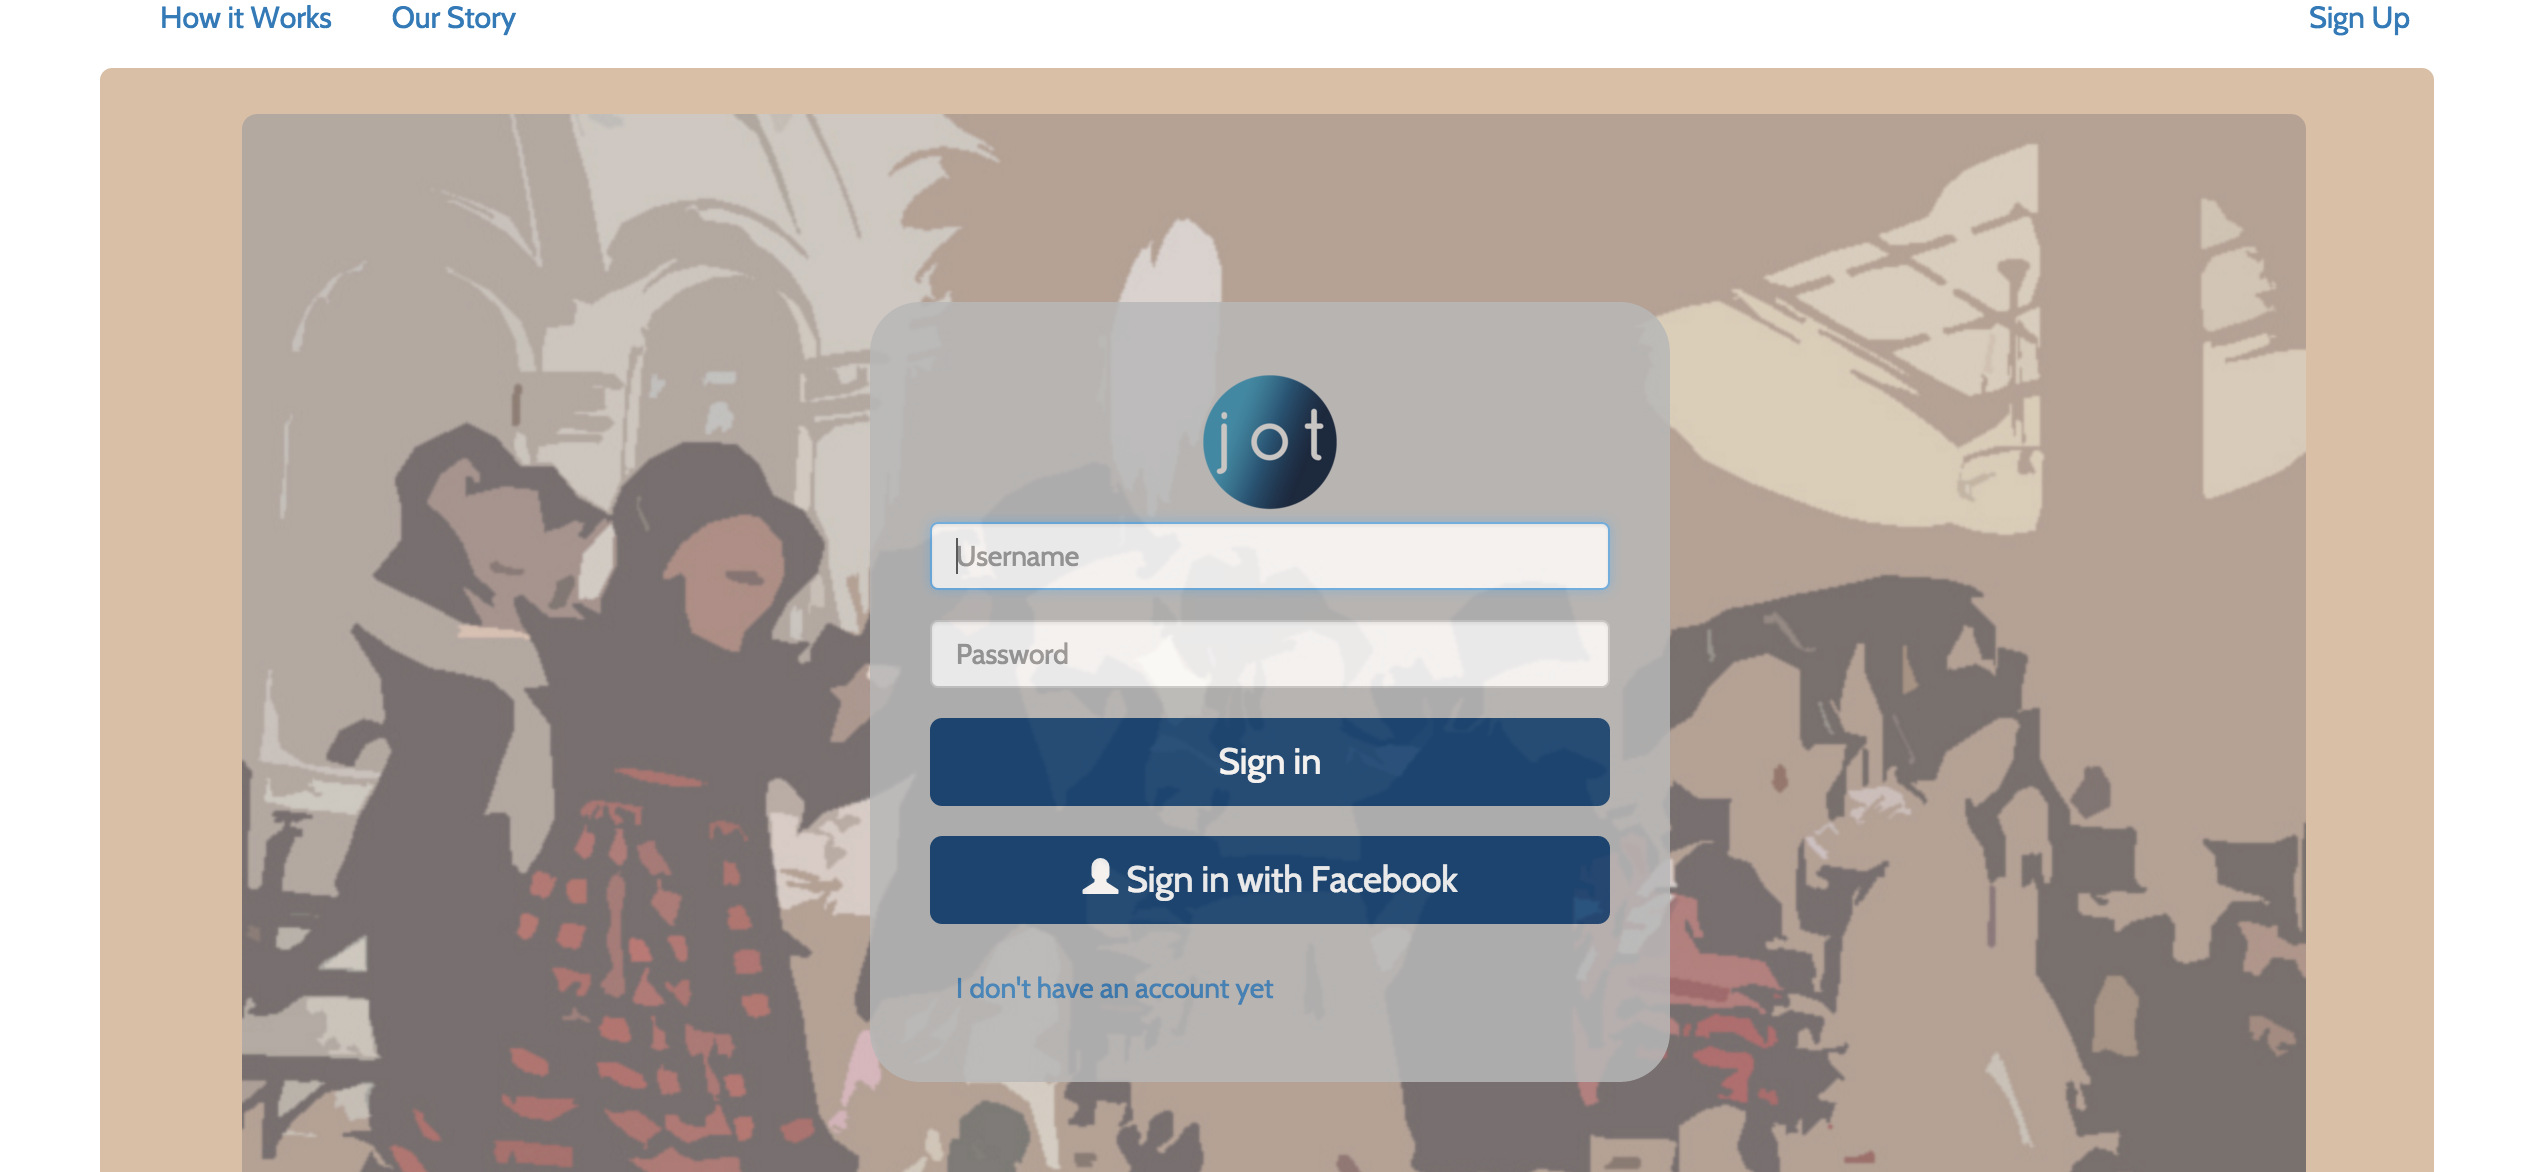 How it Works Our Story Sign Up
jot
Username
Password
Sign in
Sign in with Facebook
I don't have an account yet